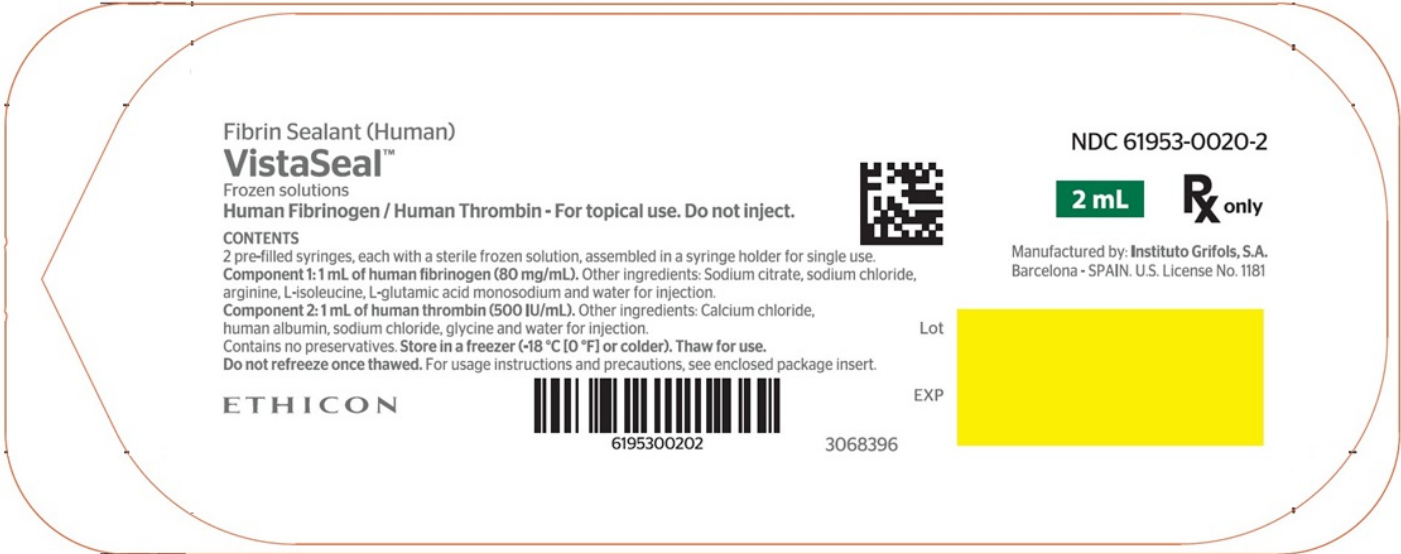 Fibrin Sealant (Human)
VistaSeal™
Frozen solutions
Human Fibrinogen / Human Thrombin - For topical use. Do not inject.
CONTENTS
2 pre-filled syringes, each with a sterile frozen solution, assembled in a syringe holder for single use.
Component 1: 1 mL of human fibrinogen (80 mg/mL). Other ingredients: Sodium citrate, sodium chloride,
arginine, L-isoleucine, L-glutamic acid monosodium and water for injection.
Component 2: 1 mL of human thrombin (500 IU/mL). Other ingredients: Calcium chloride,
human albumin, sodium chloride, glycine and water for injection.
Contains no preservatives. Store in a freezer (-18 °C [0 °F] or colder). Thaw for use.
Do not refreeze once thawed. For usage instructions and precautions, see enclosed package insert.
ETHICON
6195300202
3068396
NDC 61953-0020-2
2 mL
Rx only
Manufactured by: Instituto Grifols, S.A.
Barcelona - SPAIN. U.S. License No. 1181
Lot
EXP